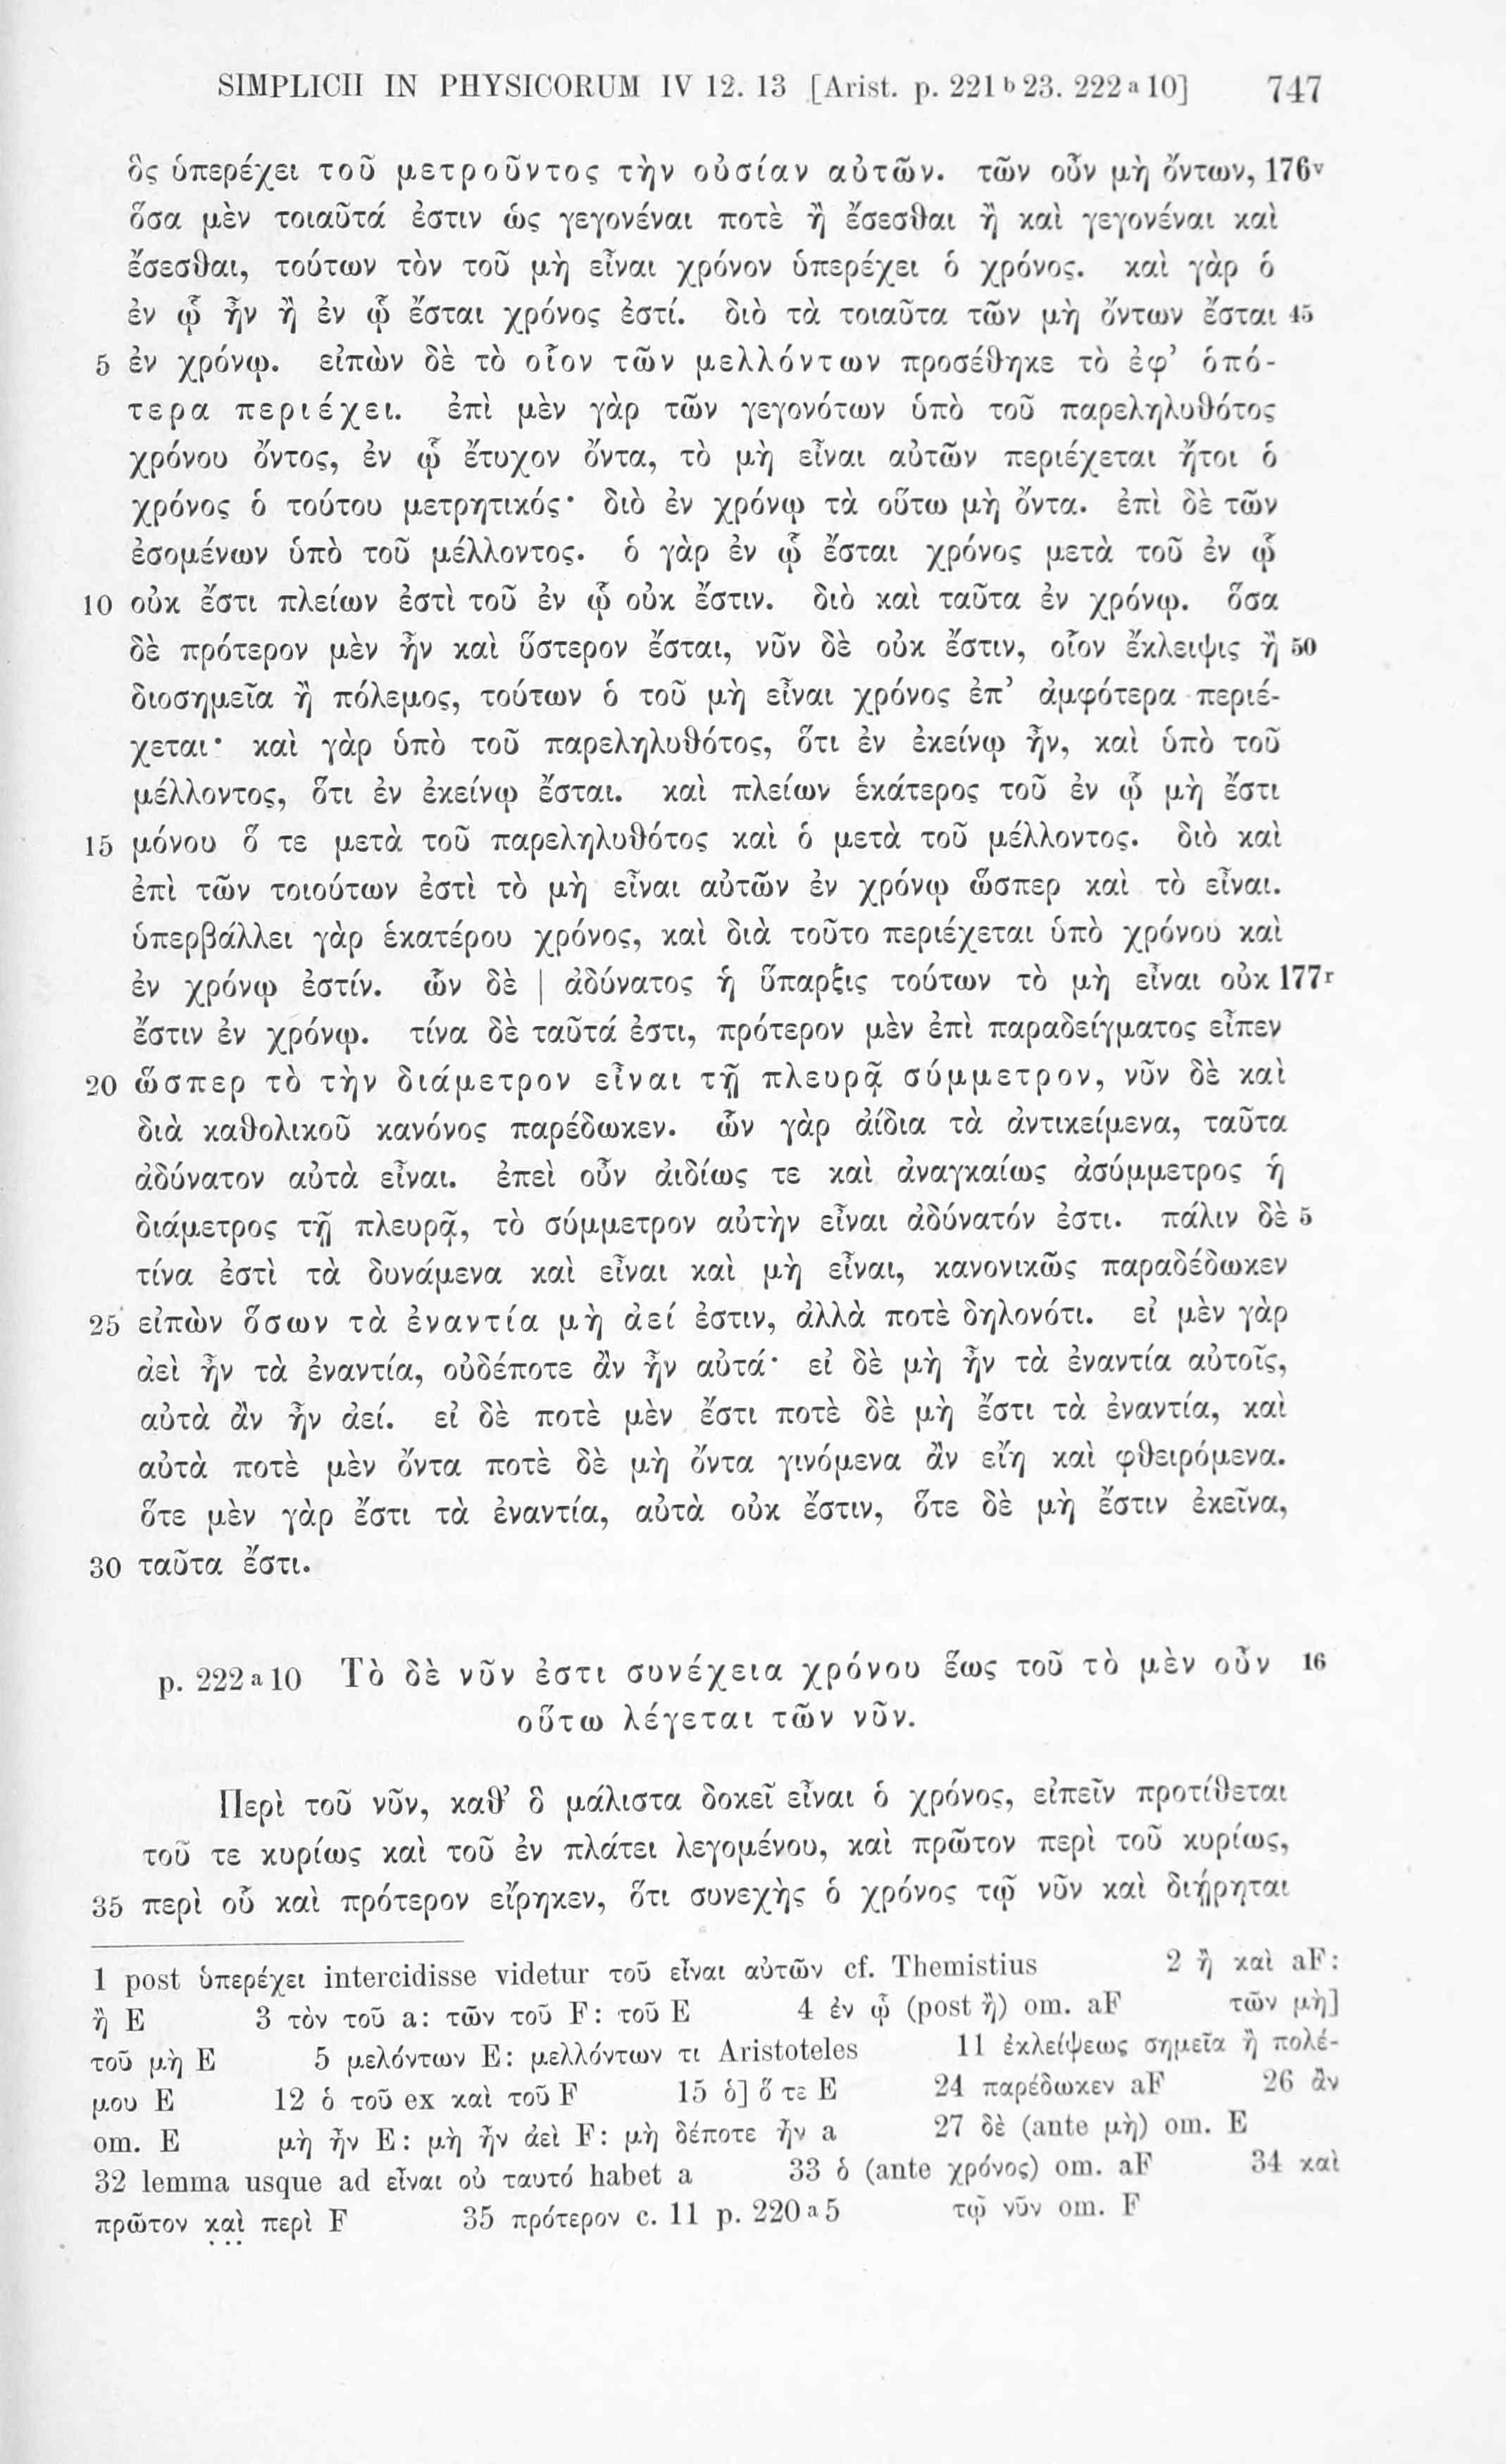 SIMPLICII IN PHYSICORUM IV 12. 13 [Arist. p. 221 b 23. 222 a 10] 747
ὃς ὑπερέχει τοῦ μετροῦντος τὴν οὐσίαν αὐτῶν. τῶν οὖν μὴ ὄντων, 176v
ὅσα μὲν τοιαῦτά ἐστιν ὡς γεγονέναι ποτὲ ἢ ἔσεσθαι ἢ καὶ γεγονέναι καὶ
ἔσεσθαι, τούτων τὸν τοῦ μὴ εἶναι χρόνον ὑπερέχει ὁ χρόνος. καὶ γὰρ ὁ
ἐν ᾧ ἦν ἢ ἐν ᾧ ἔσται χρόνος ἐστί. διὸ τὰ τοιαῦτα τῶν μὴ ὄντων ἔσται 45
5 ἐν χρόνῳ. εἰπὼν δὲ τὸ οἷον τῶν μελλόντων προσέθηκε τὸ ἐφ’ ὁπό-
τερα περιέχει. ἐπὶ μὲν γὰρ τῶν γεγονότων ὑπὸ τοῦ παρεληλυθότος
χρόνου ὄντος, ἐν ᾧ ἔτυχον ὄντα, τὸ μὴ εἶναι αὐτῶν περιέχεται ἤτοι ὁ
χρόνος ὁ τούτου μετρητικός· διὸ ἐν χρόνῳ τὰ οὕτω μὴ ὄντα. ἐπὶ δὲ τῶν
ἐσομένων ὑπὸ τοῦ μέλλοντος. ὁ γὰρ ἐν ᾧ ἔσται χρόνος μετὰ τοῦ ἐν ᾧ
10 οὐκ ἔστι πλείων ἐστὶ τοῦ ἐν ᾧ οὐκ ἔστιν. διὸ καὶ ταῦτα ἐν χρόνῳ. ὅσα
δὲ πρότερον μὲν ἦν καὶ ὕστερον ἔσται, νῦν δὲ οὐκ ἔστιν, οἷον ἔκλειψις ἢ 50
διοσημεῖα ἢ πόλεμος, τούτων ὁ τοῦ μὴ εἶναι χρόνος ἐπ’ ἀμφότερα περιέ-
χεται· καὶ γὰρ ὑπὸ τοῦ παρεληλυθότος, ὅτι ἐν ἐκείνῳ ἦν, καὶ ὑπὸ τοῦ
μέλλοντος, ὅτι ἐν ἐκείνῳ ἔσται. καὶ πλείων ἑκάτερος τοῦ ἐν ᾧ μὴ ἔστι
15 μόνου ὅ τε μετὰ τοῦ παρεληλυθότος καὶ ὁ μετὰ τοῦ μέλλοντος. διὸ καὶ
ἐπὶ τῶν τοιούτων ἐστὶ τὸ μὴ εἶναι αὐτῶν ἐν χρόνῳ ὥσπερ καὶ τὸ εἶναι.
ὑπερβάλλει γὰρ ἑκατέρου χρόνος, καὶ διὰ τοῦτο περιέχεται ὑπὸ χρόνου καὶ
ἐν χρόνῳ ἐστίν. ὧν δὲ | ἀδύνατος ἡ ὕπαρξις τούτων τὸ μὴ εἶναι οὐκ 177r
ἔστιν ἐν χρόνῳ. τίνα δὲ ταῦτά ἐστι, πρότερον μὲν ἐπὶ παραδείγματος εἶπεν
20 ὥσπερ τὸ τὴν διάμετρον εἶναι τῇ πλευρᾷ σύμμετρον, νῦν δὲ καὶ
διὰ καθολικοῦ κανόνος παρέδωκεν. ὧν γὰρ ἀίδια τὰ ἀντικείμενα, ταῦτα
ἀδύνατον αὐτὰ εἶναι. ἐπεὶ οὖν ἀιδίως τε καὶ ἀναγκαίως ἀσύμμετρος ἡ
διάμετρος τῇ πλευρᾷ, τὸ σύμμετρον αὐτὴν εἶναι ἀδύνατόν ἐστι. πάλιν δὲ 5
τίνα ἐστὶ τὰ δυνάμενα καὶ εἶναι καὶ μὴ εἶναι, κανονικῶς παραδέδωκεν
25 εἰπὼν ὅσων τὰ ἐναντία μὴ ἀεί ἐστιν, ἀλλὰ ποτὲ δηλονότι. εἰ μὲν γὰρ
ἀεὶ ἦν τὰ ἐναντία, οὐδέποτε ἂν ἦν αὐτά· εἰ δὲ μὴ ἦν τὰ ἐναντία αὐτοῖς,
αὐτὰ ἂν ἦν ἀεί. εἰ δὲ ποτὲ μὲν ἔστι ποτὲ δὲ μὴ ἔστι τὰ ἐναντία, καὶ
αὐτὰ ποτὲ μὲν ὄντα ποτὲ δὲ μὴ ὄντα γινόμενα ἂν εἴη καὶ φθειρόμενα.
ὅτε μὲν γὰρ ἔστι τὰ ἐναντία, αὐτὰ οὐκ ἔστιν, ὅτε δὲ μὴ ἔστιν ἐκεῖνα,
30 ταῦτα ἔστι.
p. 222 a 10 Τὸ δὲ νῦν ἐστι συνέχεια χρόνου ἕως τοῦ τὸ μὲν οὖν 16
οὕτω λέγεται τῶν νῦν.
Περὶ τοῦ νῦν, καθ’ ὃ μάλιστα δοκεῖ εἶναι ὁ χρόνος, εἰπεῖν προτίθεται
τοῦ τε κυρίως καὶ τοῦ ἐν πλάτει λεγομένου, καὶ πρῶτον περὶ τοῦ κυρίως,
35 περὶ οὗ καὶ πρότερον εἴρηκεν, ὅτι συνεχὴς ὁ χρόνος τῷ νῦν καὶ διῄρηται
1 post ὑπερέχει intercidisse videtur τοῦ εἶναι αὐτῶν cf. Themistius 2 ἢ καὶ aF:
ἢ E 3 τὸν τοῦ a: τῶν τοῦ F: τοῦ E 4 ἐν ᾧ (post ἢ) om. aF τῶν μὴ]
τοῦ μὴ E 5 μελόντων E: μελλόντων τι Aristoteles 11 ἐκλείψεως σημεῖα ἢ πολέ-
μου E 12 ὁ τοῦ ex καὶ τοῦ F 15 ὁ] ὅ τε E 24 παρέδωκεν aF 26 ἂν
om. E μὴ ἦν E: μὴ ἦν ἀεὶ F: μὴ δέποτε ἦν a 27 δὲ (ante μὴ) om. E
32 lemma usque ad εἶναι οὐ ταυτό habet a 33 ὁ (ante χρόνος) om. aF 34 καὶ
πρῶτον καὶ περὶ F 35 πρότερον c. 11 p. 220 a 5 τῷ νῦν om. F